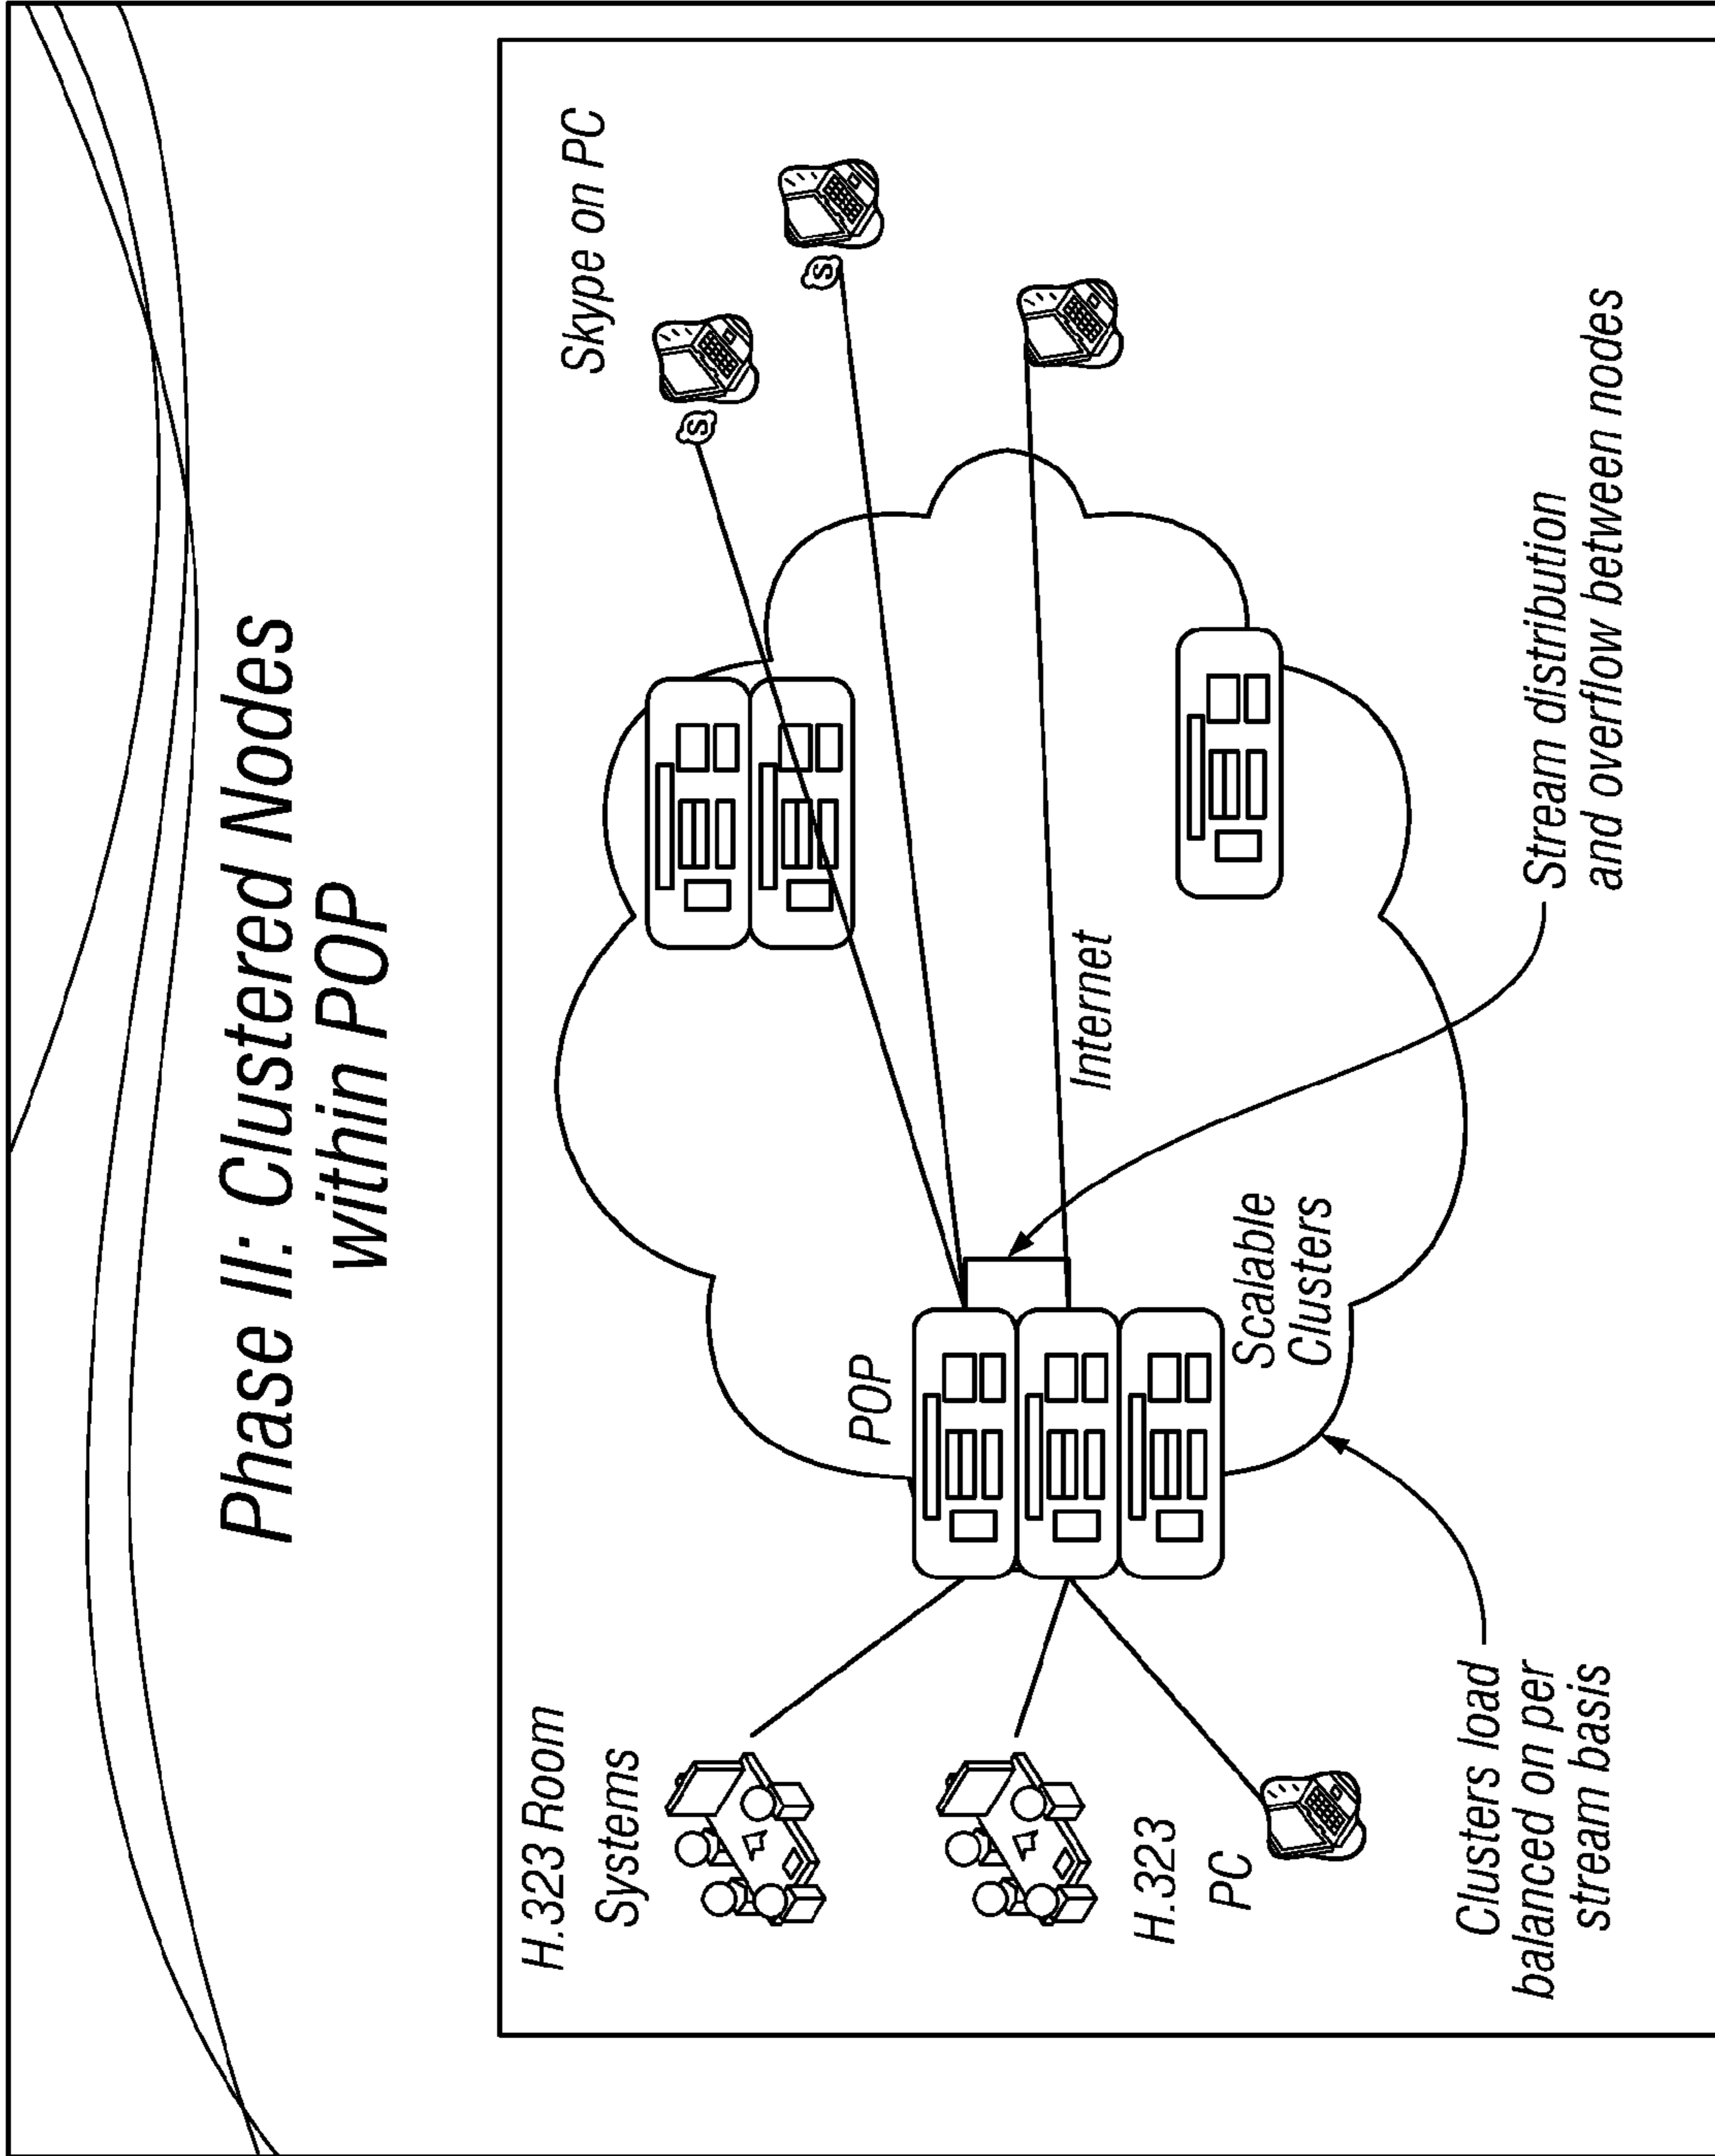 Phase II: Clustered Nodes
within POP
H.323 Room
Systems
Skype on PC
S
S
POP
Internet
H.323
PC
Scalable
Clusters
Clusters load
balanced on per
stream basis
Stream distribution
and overflow between nodes